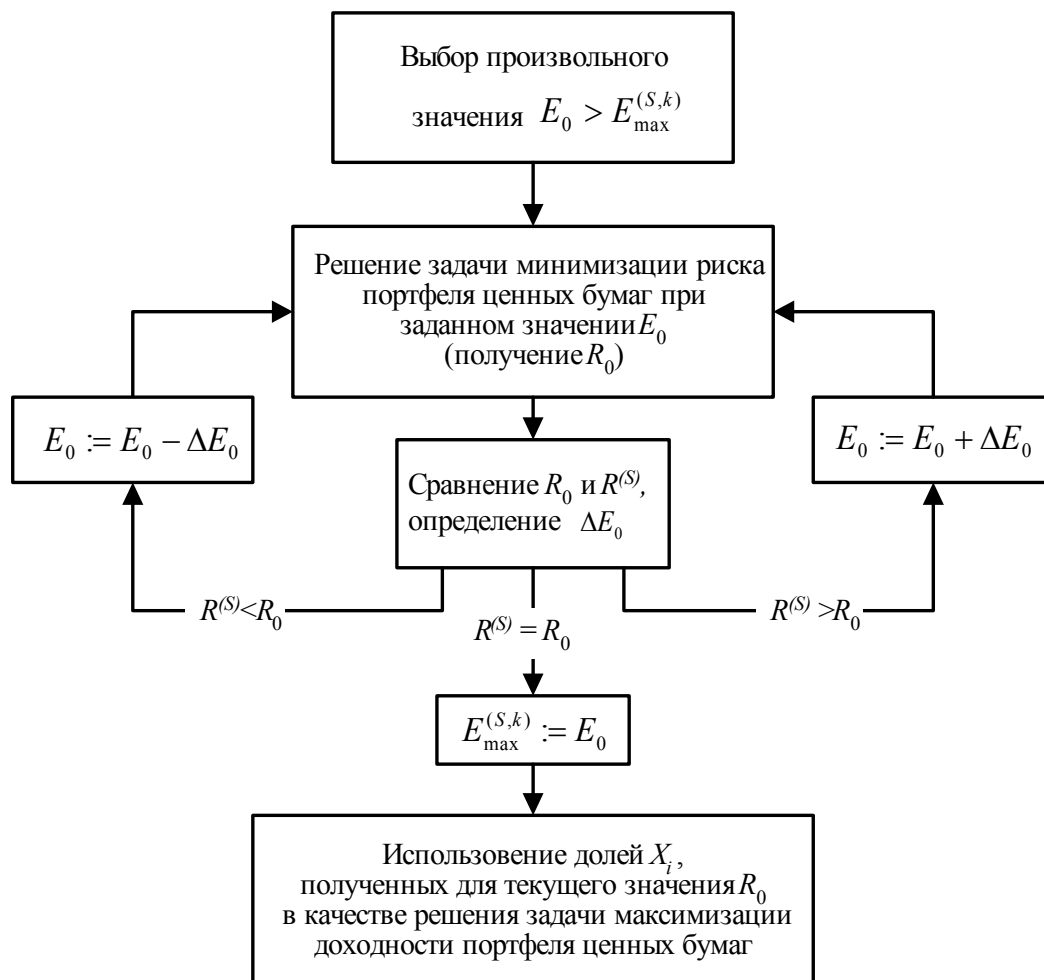 Выбор произвольного
значения E₀ > E_max^(S,k)
Решение задачи минимизации риска
портфеля ценных бумаг при
заданном значении E₀
(получение R₀)
E₀ := E₀ − ΔE₀
E₀ := E₀ + ΔE₀
Сравнение R₀ и R^(S),
определение ΔE₀
R^(S)<R₀
R^(S) = R₀
R^(S) >R₀
E_max^(S,k) := E₀
Использовение долей X_i,
полученных для текущего значения R₀
в качестве решения задачи максимизации
доходности портфеля ценных бумаг